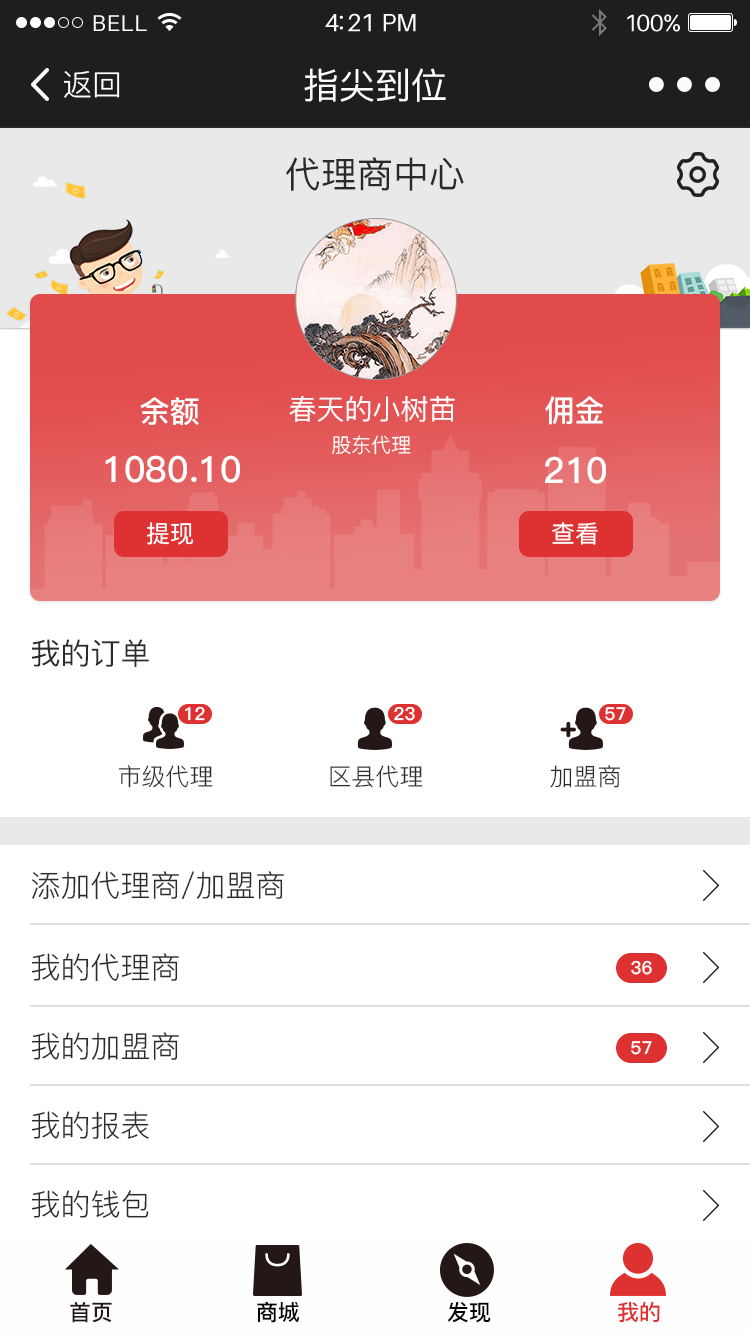 BELL 4:21 PM 100%
返回 指尖到位
代理商中心
余额 春天的小树苗 佣金
股东代理
1080.10 210
提现 查看
我的订单
12 23 57
市级代理 区县代理 加盟商
添加代理商/加盟商
我的代理商 36
我的加盟商 57
我的报表
我的钱包
首页 商城 发现 我的